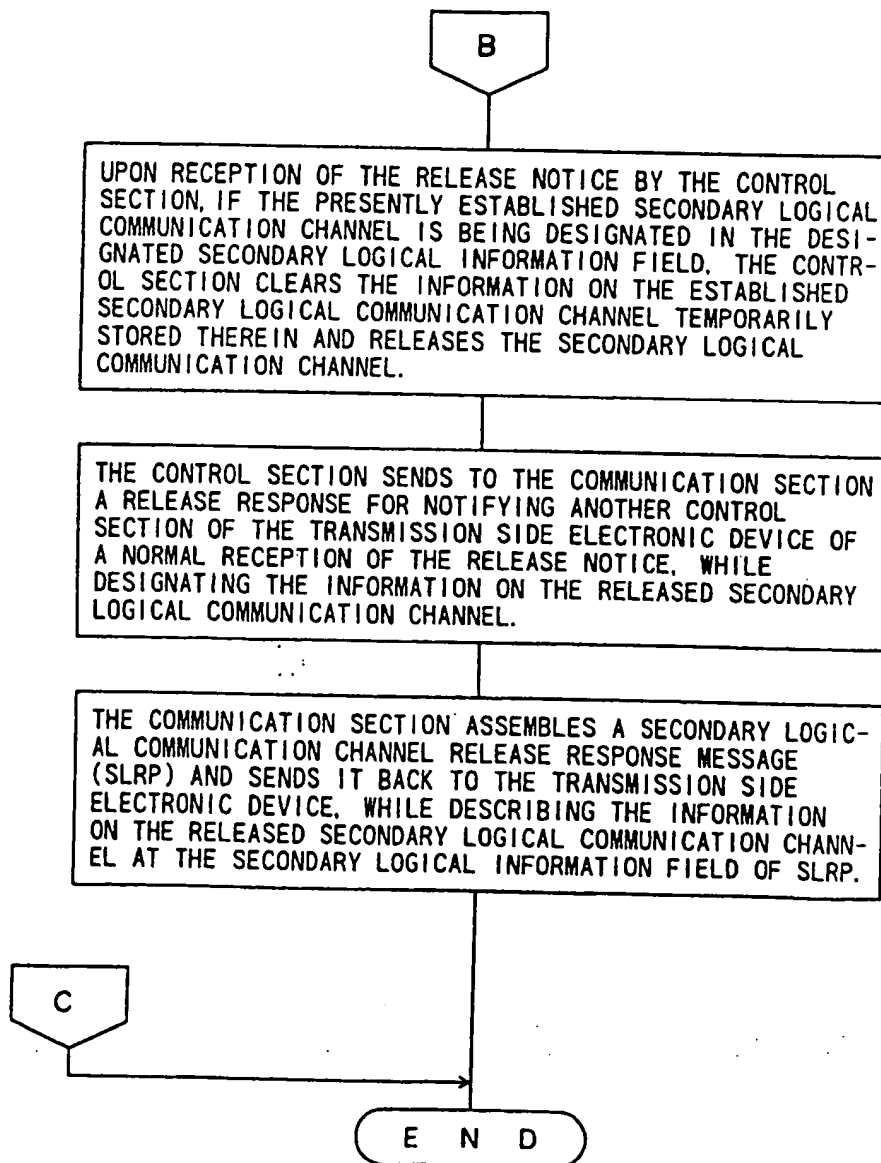 B
UPON RECEPTION OF THE RELEASE NOTICE BY THE CONTROL
SECTION, IF THE PRESENTLY ESTABLISHED SECONDARY LOGICAL
COMMUNICATION CHANNEL IS BEING DESIGNATED IN THE DESI-
GNATED SECONDARY LOGICAL INFORMATION FIELD, THE CONTR-
OL SECTION CLEARS THE INFORMATION ON THE ESTABLISHED
SECONDARY LOGICAL COMMUNICATION CHANNEL TEMPORARILY
STORED THEREIN AND RELEASES THE SECONDARY LOGICAL
COMMUNICATION CHANNEL.
THE CONTROL SECTION SENDS TO THE COMMUNICATION SECTION
A RELEASE RESPONSE FOR NOTIFYING ANOTHER CONTROL
SECTION OF THE TRANSMISSION SIDE ELECTRONIC DEVICE OF
A NORMAL RECEPTION OF THE RELEASE NOTICE, WHILE
DESIGNATING THE INFORMATION ON THE RELEASED SECONDARY
LOGICAL COMMUNICATION CHANNEL.
THE COMMUNICATION SECTION ASSEMBLES A SECONDARY LOGIC-
AL COMMUNICATION CHANNEL RELEASE RESPONSE MESSAGE
(SLRP) AND SENDS IT BACK TO THE TRANSMISSION SIDE
ELECTRONIC DEVICE, WHILE DESCRIBING THE INFORMATION
ON THE RELEASED SECONDARY LOGICAL COMMUNICATION CHANN-
EL AT THE SECONDARY LOGICAL INFORMATION FIELD OF SLRP.
C
E N D